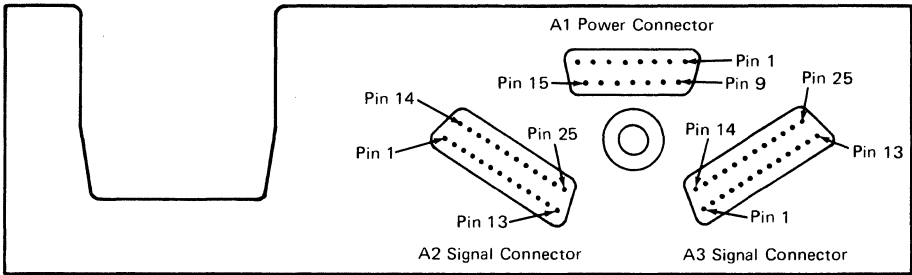 A1 Power Connector
Pin 1
Pin 15
Pin 9
Pin 25
Pin 14
Pin 25
Pin 14
Pin 1
Pin 13
Pin 13
Pin 1
A2 Signal Connector
A3 Signal Connector